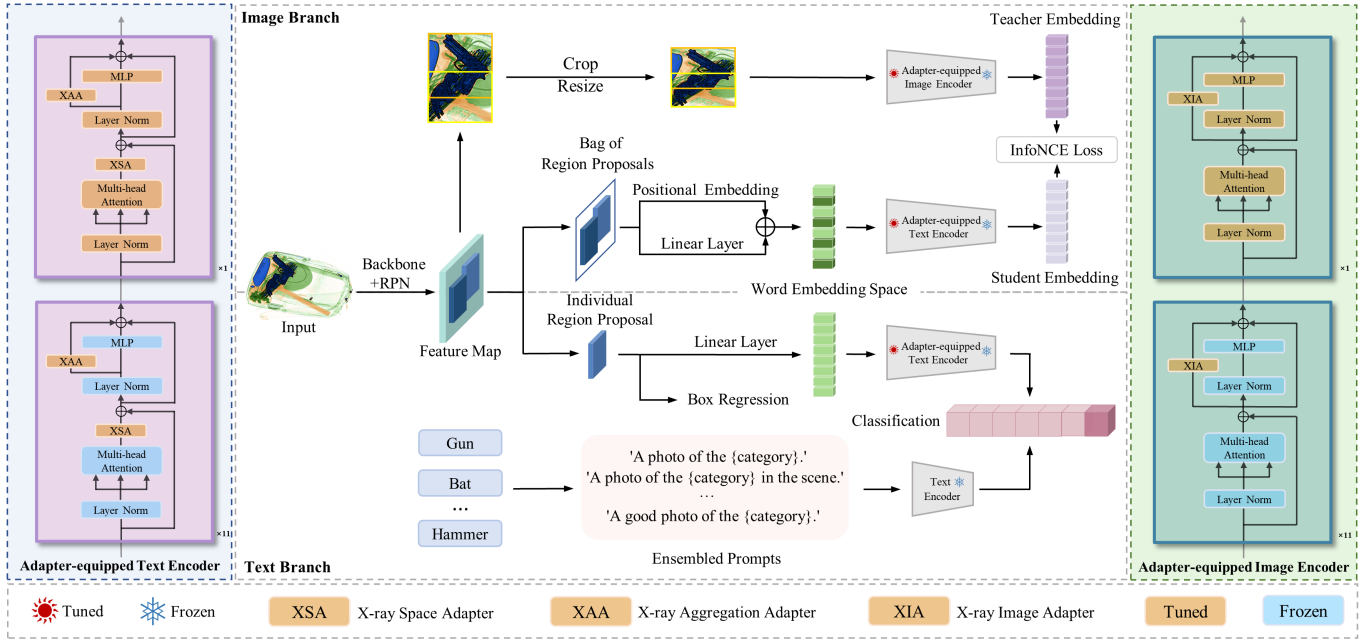 MLP
XAA
Layer Norm
XSA
Multi-head
Attention
Layer Norm
×1
MLP
XAA
Layer Norm
XSA
Multi-head
Attention
Layer Norm
×11
Adapter-equipped Text Encoder
Image Branch
Crop
Resize
Adapter-equipped
Image Encoder
Teacher Embedding
InfoNCE Loss
Bag of
Region Proposals
Positional Embedding
Linear Layer
Adapter-equipped
Text Encoder
Student Embedding
Word Embedding Space
Input
Backbone
+RPN
Feature Map
Individual
Region Proposal
Linear Layer
Box Regression
Adapter-equipped
Text Encoder
Classification
Gun
Bat
...
Hammer
'A photo of the {category}.'
'A photo of the {category} in the scene.'
...
'A good photo of the {category}.'
Ensembled Prompts
Text
Encoder
Text Branch
MLP
XIA
Layer Norm
Multi-head
Attention
Layer Norm
×1
MLP
XIA
Layer Norm
Multi-head
Attention
Layer Norm
×11
Adapter-equipped Image Encoder
Tuned
Frozen
XSA X-ray Space Adapter
XAA X-ray Aggregation Adapter
XIA X-ray Image Adapter
Tuned
Frozen